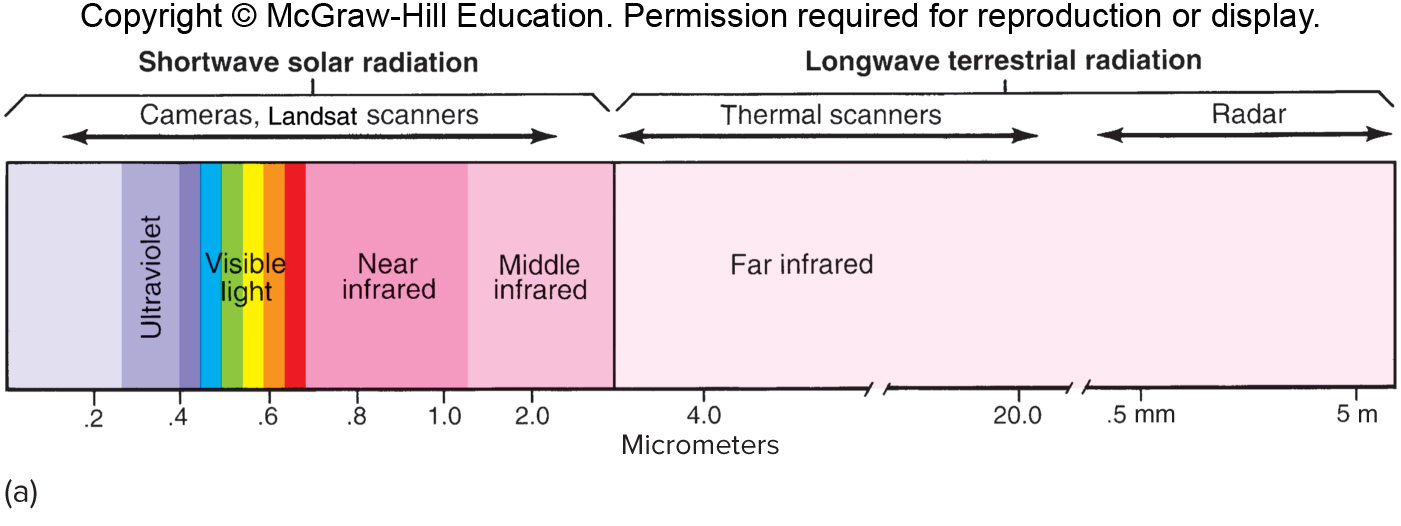 Copyright © McGraw-Hill Education. Permission required for reproduction or display.
Shortwave solar radiation
Longwave terrestrial radiation
Cameras, Landsat scanners
Thermal scanners
Radar
Ultraviolet
Visible
light
Near
infrared
Middle
infrared
Far infrared
.2 .4 .6 .8 1.0 2.0 4.0 20.0 .5 mm 5 m
Micrometers
(a)